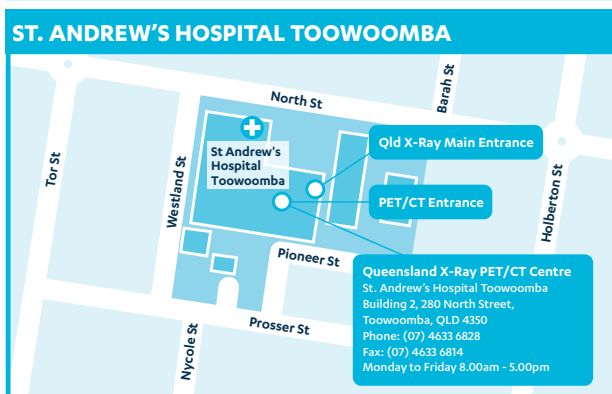 ST. ANDREW'S HOSPITAL TOOWOOMBA
North St
Barah St
Tor St
Westland St
St Andrew's
Hospital
Toowoomba
Qld X-Ray Main Entrance
PET/CT Entrance
Holberton St
Pioneer St
Prosser St
Nycole St
Queensland X-Ray PET/CT Centre
St. Andrew's Hospital Toowoomba
Building 2, 280 North Street,
Toowoomba, QLD 4350
Phone: (07) 4633 6828
Fax: (07) 4633 6814
Monday to Friday 8.00am - 5.00pm